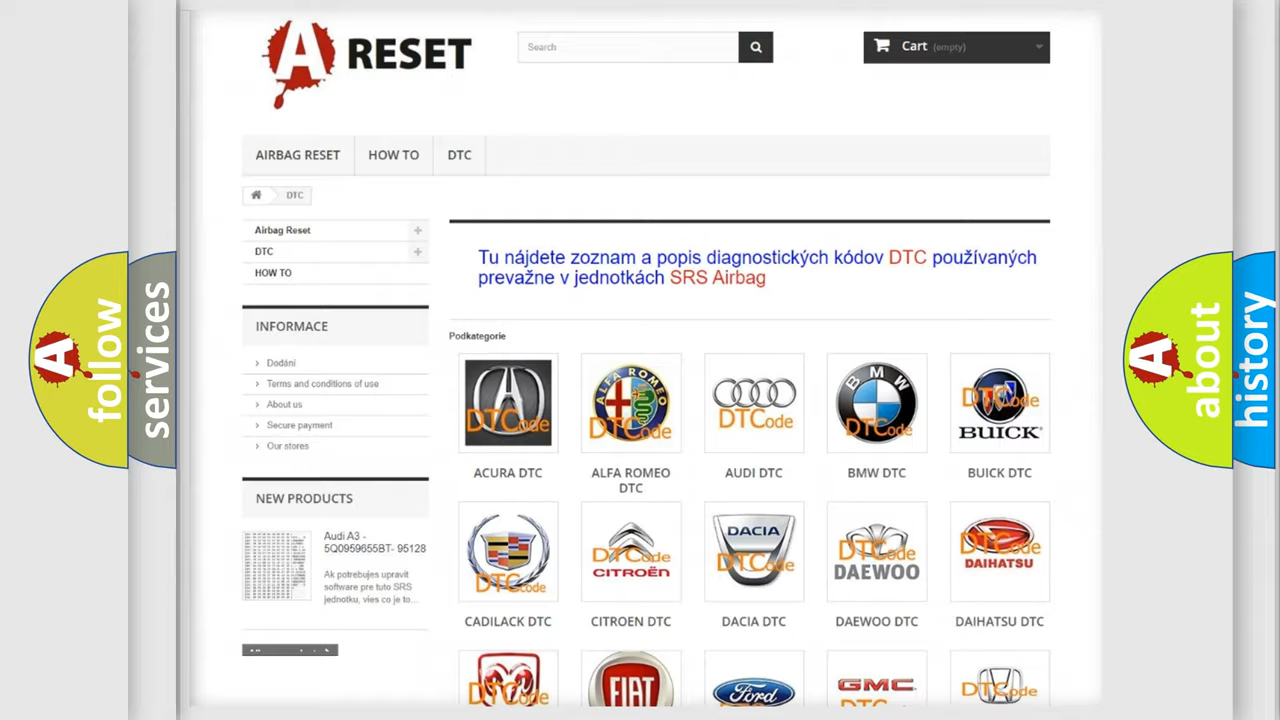 A RESET
Search
Cart (empty)
AIRBAG RESET
HOW TO
DTC
DTC
Airbag Reset
DTC
HOW TO
INFORMACE
Dodání
Terms and conditions of use
About us
Secure payment
Our stores
NEW PRODUCTS
Audi A3 -
5Q0959655BT- 95128
Ak potrebujes upravit
software pre tuto SRS
jednotku, vies co je to...
Tu nájdete zoznam a popis diagnostických kódov DTC používaných
prevažne v jednotkách SRS Airbag
Podkategorie
DTCode
ALFA ROMEO
DTCode
DTCode
BMW
DTCode
DTCode
BUICK
ACURA DTC
ALFA ROMEO
DTC
AUDI DTC
BMW DTC
BUICK DTC
DTCode
DTCode
CITROËN
DACIA
DTCode
DTCode
DAEWOO
DTCode
DAIHATSU
CADILACK DTC
CITROEN DTC
DACIA DTC
DAEWOO DTC
DAIHATSU DTC
DTCode
FIAT
Ford
GMC
DTCode
A follow
services
A about
history